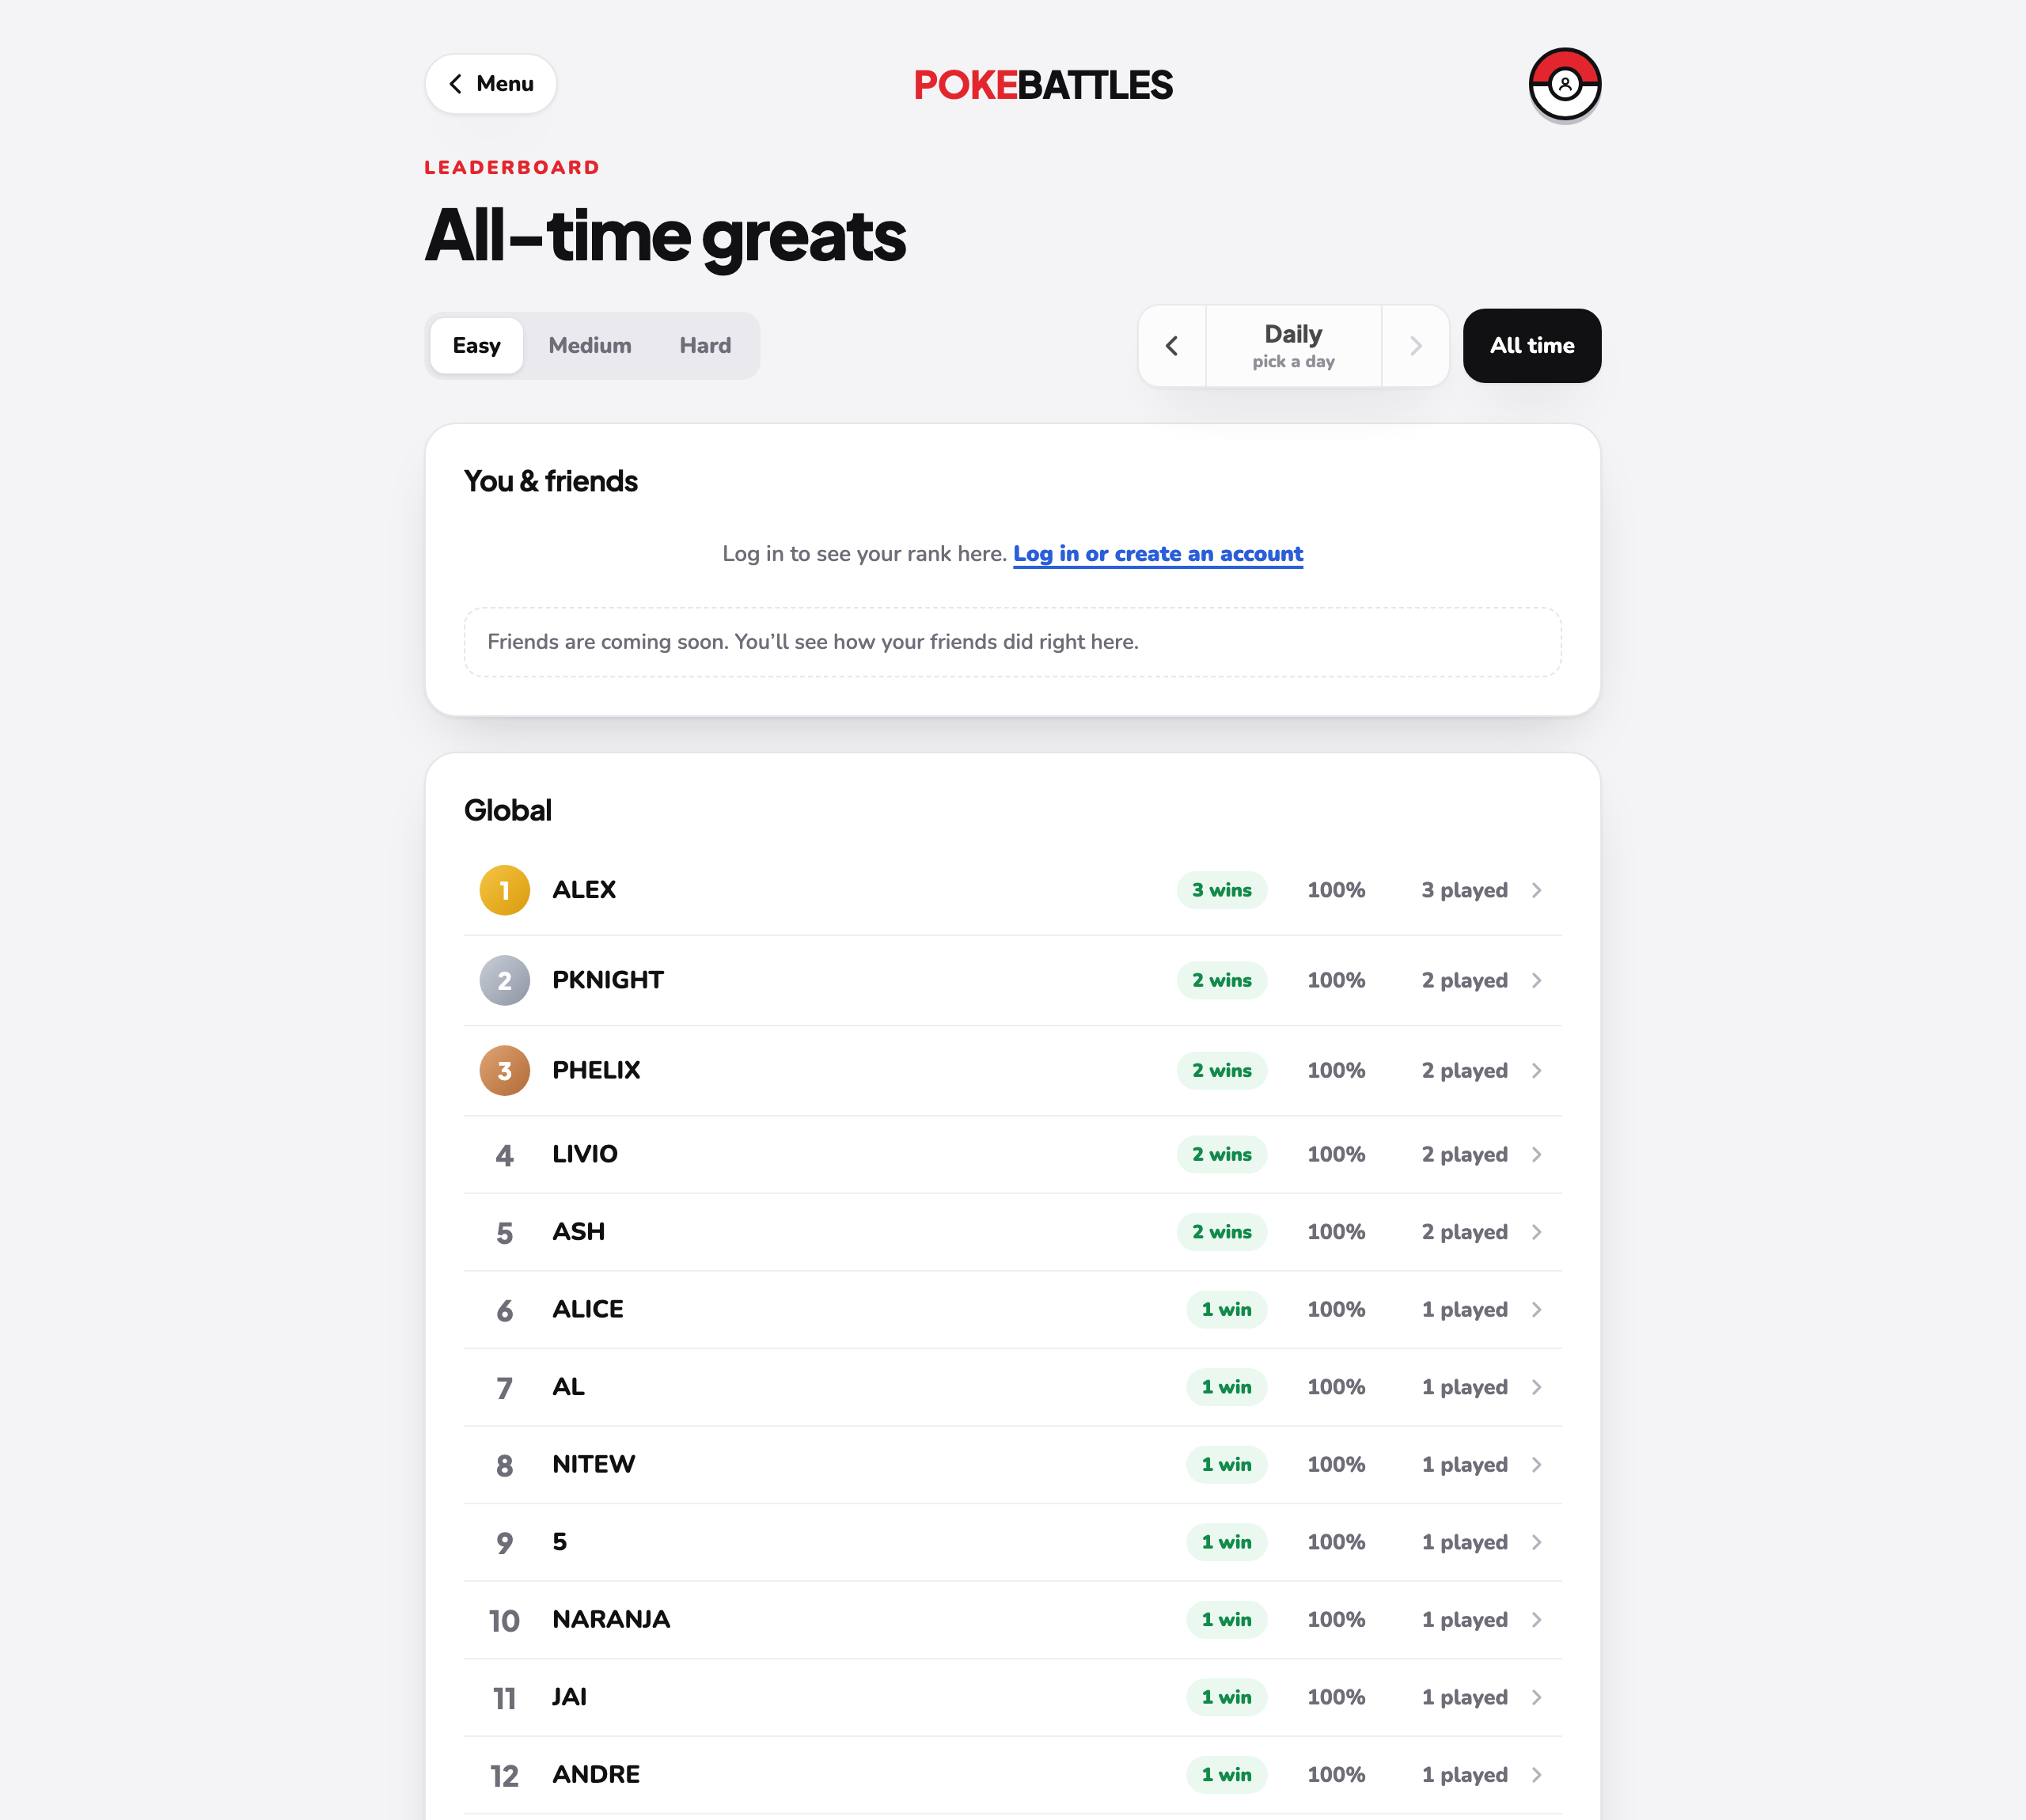 Menu
POKEBATTLES
LEADERBOARD
All-time greats
Easy Medium Hard
Daily
pick a day
All time
You & friends
Log in to see your rank here. Log in or create an account
Friends are coming soon. You’ll see how your friends did right here.
Global
1 ALEX 3 wins 100% 3 played
2 PKNIGHT 2 wins 100% 2 played
3 PHELIX 2 wins 100% 2 played
4 LIVIO 2 wins 100% 2 played
5 ASH 2 wins 100% 2 played
6 ALICE 1 win 100% 1 played
7 AL 1 win 100% 1 played
8 NITEW 1 win 100% 1 played
9 5 1 win 100% 1 played
10 NARANJA 1 win 100% 1 played
11 JAI 1 win 100% 1 played
12 ANDRE 1 win 100% 1 played